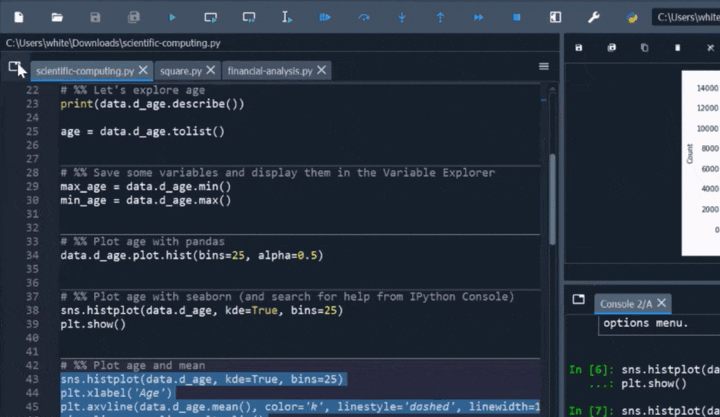 C:\Users\white
C:\Users\white\Downloads\scientific-computing.py
scientific-computing.py square.py financial-analysis.py
22 # %% Let's explore age
23 print(data.d_age.describe())
24
25 age = data.d_age.tolist()
26
27
28 # %% Save some variables and display them in the Variable Explorer
29 max_age = data.d_age.min()
30 min_age = data.d_age.max()
31
32
33 # %% Plot age with pandas
34 data.d_age.plot.hist(bins=25, alpha=0.5)
35
36
37 # %% Plot age with seaborn (and search for help from IPython Console)
38 sns.histplot(data.d_age, kde=True, bins=25)
39 plt.show()
40
41
42 # %% Plot age and mean
43 sns.histplot(data.d_age, kde=True, bins=25)
44 plt.xlabel('Age')
45 plt.axvline(data.d_age.mean(), color='k', linestyle='dashed', linewidth=1
14000
12000
10000
8000
6000
4000
2000
0
Count
Console 2/A
options menu.
In [6]: sns.histplot(da
...: plt.show()
In [7]: sns.histplot(da